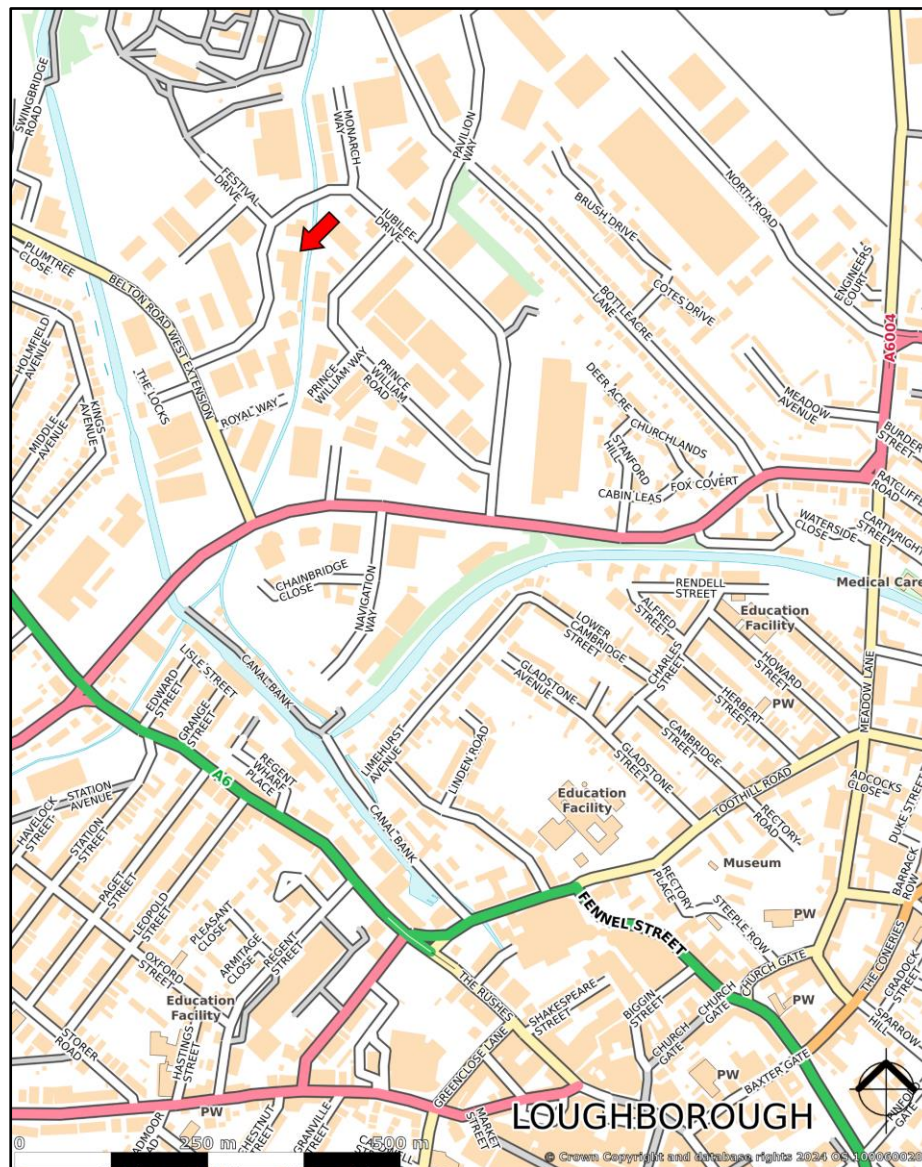 SWINGBRIDGE
ROAD
MONARCH
WAY
PAVILION
WAY
FESTIVAL
DRIVE
JUBILEE
DRIVE
NORTH ROAD
BRUSH DRIVE
ENGINEERS
COURT
PLUMTREE
CLOSE
BELTON ROAD WEST EXTENSION
COTES DRIVE
BOTTLEACRE
LANE
A6004
HOLMFIELD
AVENUE
THE LOCKS
PRINCE
WILLIAM WAY
PRINCE
WILLIAM
ROAD
DEER ACRE
MEADOW
AVENUE
KINGS
AVENUE
MIDDLE
AVENUE
ROYAL WAY
CHURCHLANDS
STANFORD
HILL
BURDER
STREET
CABIN LEAS
FOX COVERT
RATCLIFFE
ROAD
WATERSIDE
CLOSE
CARTWRIGHT
STREET
CHAINBRIDGE
CLOSE
NAVIGATION
WAY
RENDELL
STREET
Medical Care
ALFRED
STREET
Education
Facility
LOWER
CAMBRIDGE
STREET
CHARLES
STREET
HOWARD
STREET
LISLE STREET
CANAL BANK
GLADSTONE
AVENUE
HERBERT
STREET
PW
MEADOW LANE
EDWARD
STREET
GRANGE
STREET
LIMEHURST
AVENUE
LINDEN ROAD
GLADSTONE
STREET
CAMBRIDGE
STREET
A6
REGENT
WHARF
PLACE
STATION
AVENUE
Education
Facility
TOOTHILL ROAD
ADCOCKS
CLOSE
HAVELOCK
STREET
STATION
STREET
CANAL BANK
RECTORY
ROAD
DUKE STREET
PAGET
STREET
LEOPOLD
STREET
Museum
BARRACK
ROW
RECTORY
PLACE
STEEPLE ROW
PW
PLEASANT
CLOSE
ARMITAGE
CLOSE
REGENT
STREET
FENNEL STREET
OXFORD
STREET
THE RUSHES
CHURCH GATE
THE CONERIES
CRADOCK
STREET
Education
Facility
SHAKESPEARE
STREET
BIGGIN
STREET
CHURCH
GATE
PW
SPARROW
HILL
STORER
ROAD
HASTINGS
STREET
GREENCLOSE LANE
CHURCH
GATE
BAXTER GATE
PW
PW
CHESTNUT
STREET
GRANVILLE
STREET
MARKET
STREET
LOUGHBOROUGH
0 250 m 500 m
© Crown Copyright and database rights 2024 OS